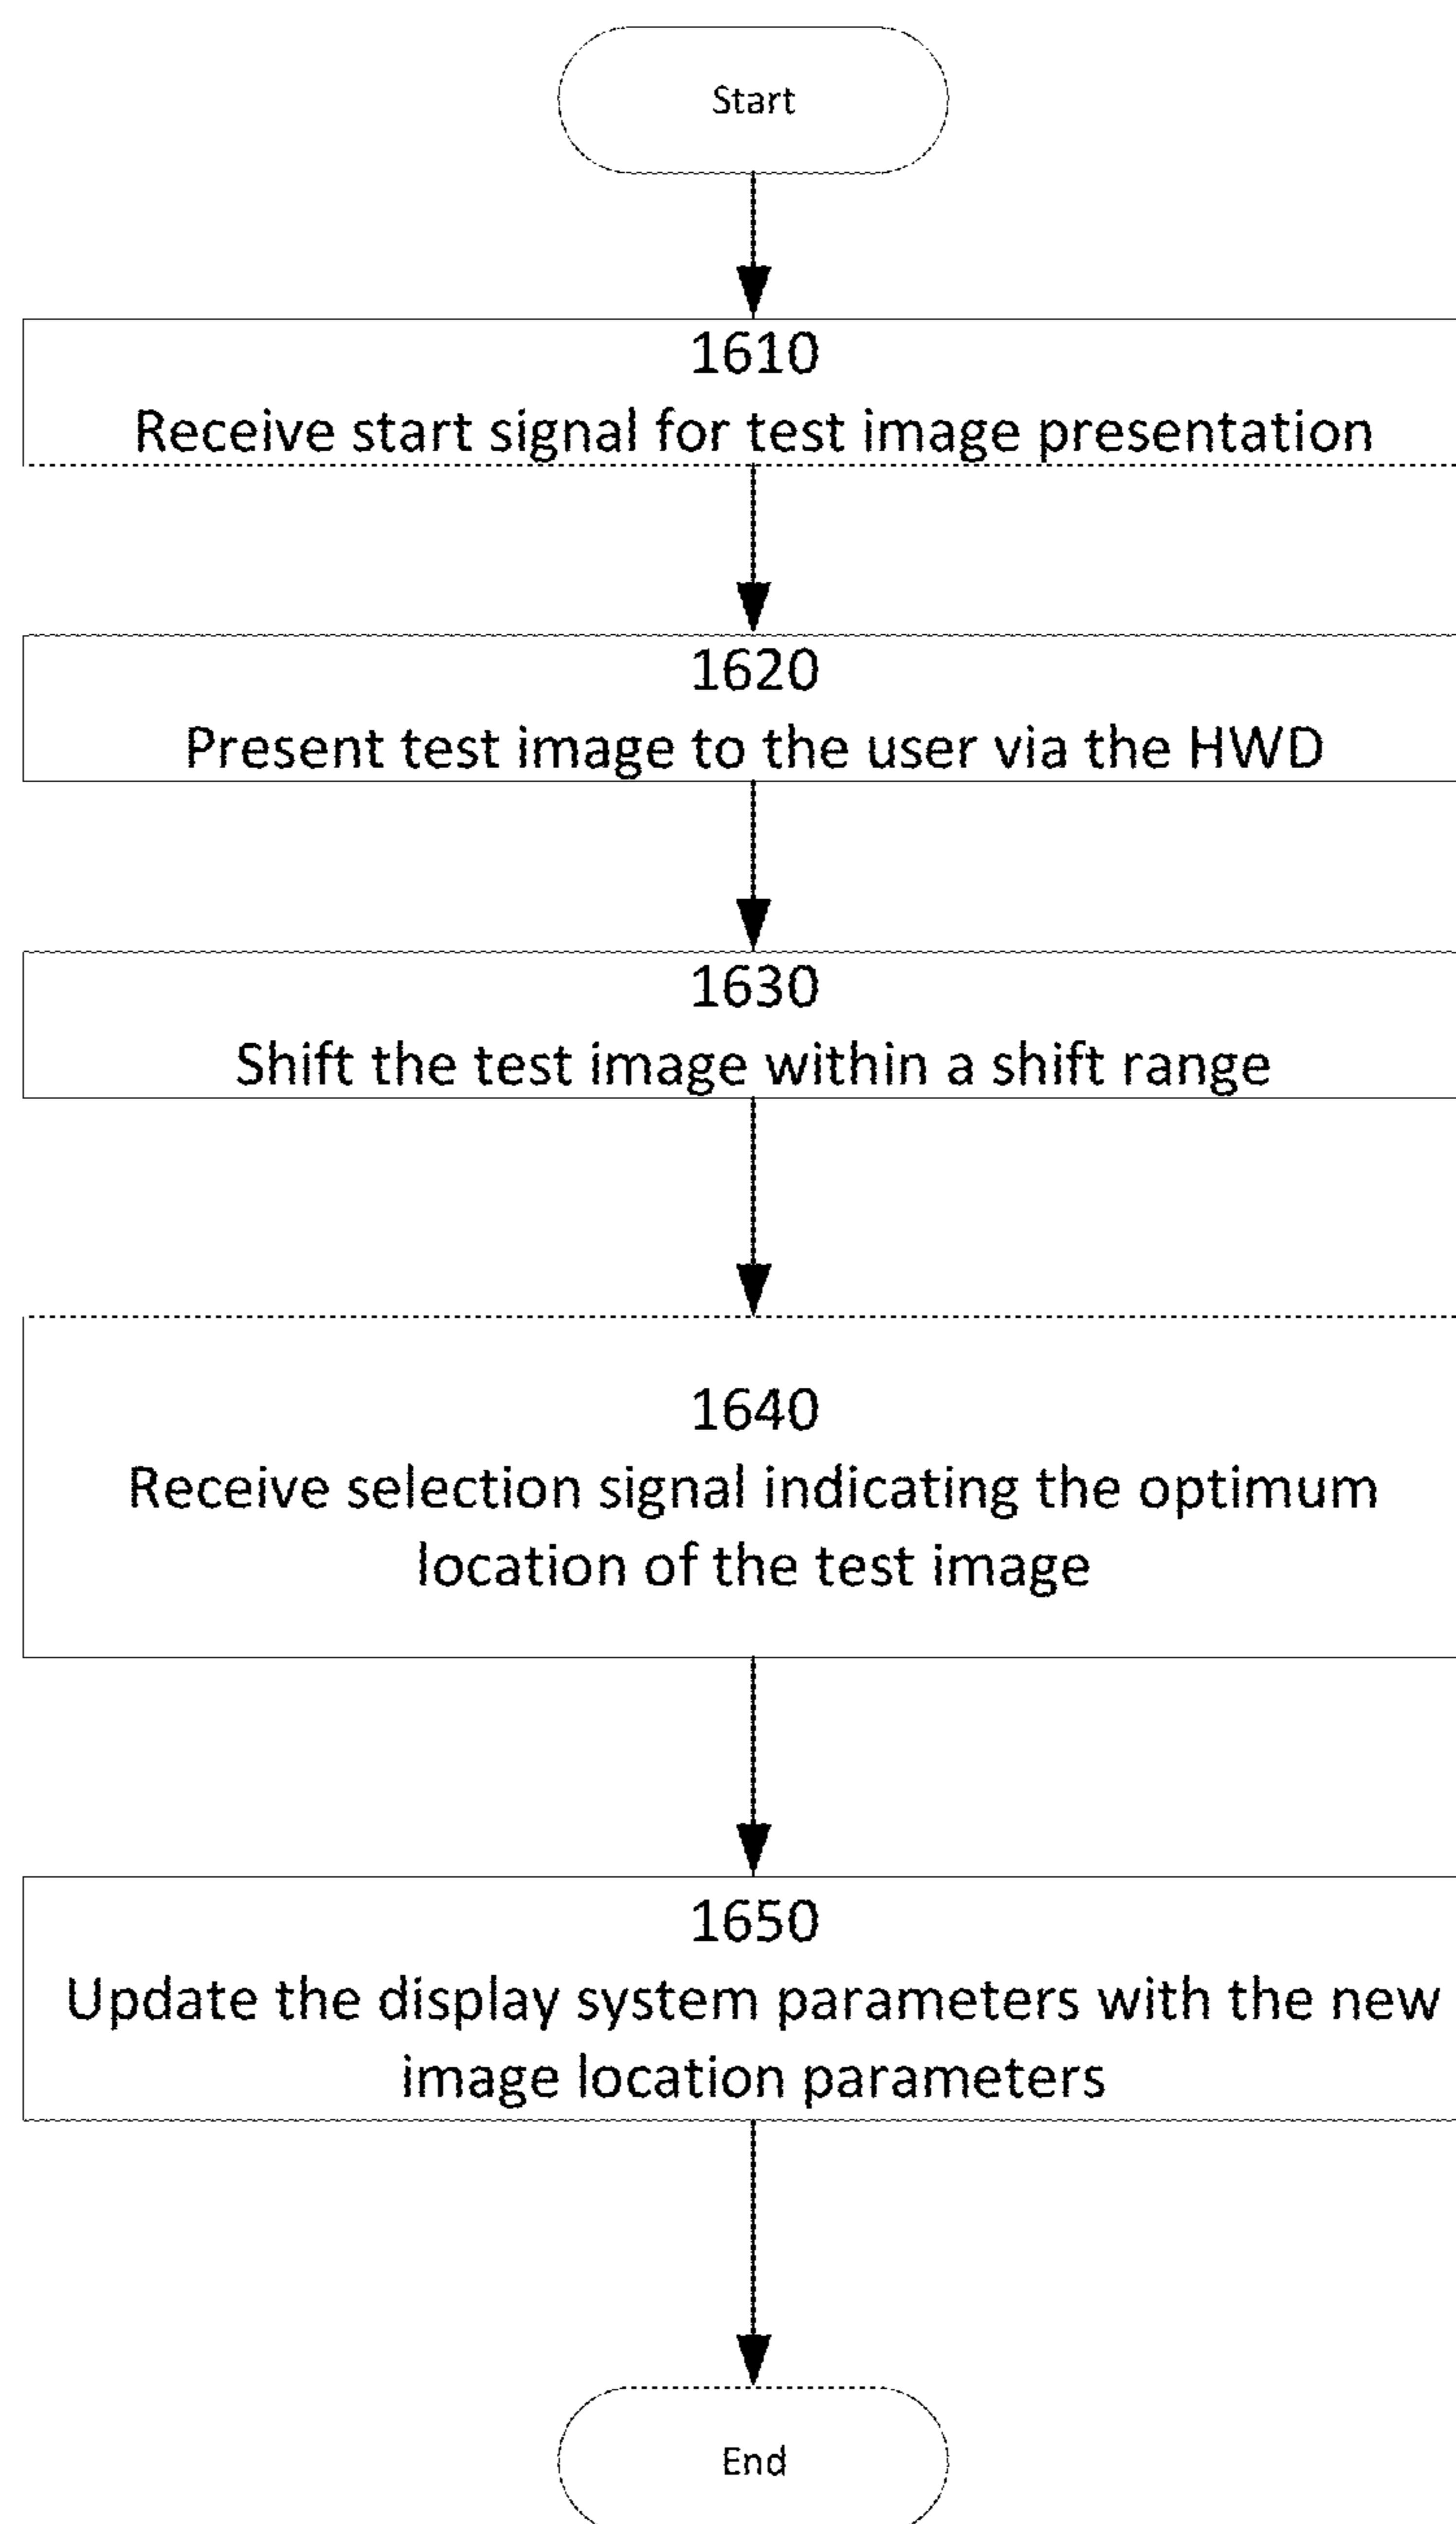 Start
1610
Receive start signal for test image presentation
1620
Present test image to the user via the HWD
1630
Shift the test image within a shift range
1640
Receive selection signal indicating the optimum
location of the test image
1650
Update the display system parameters with the new
image location parameters
End